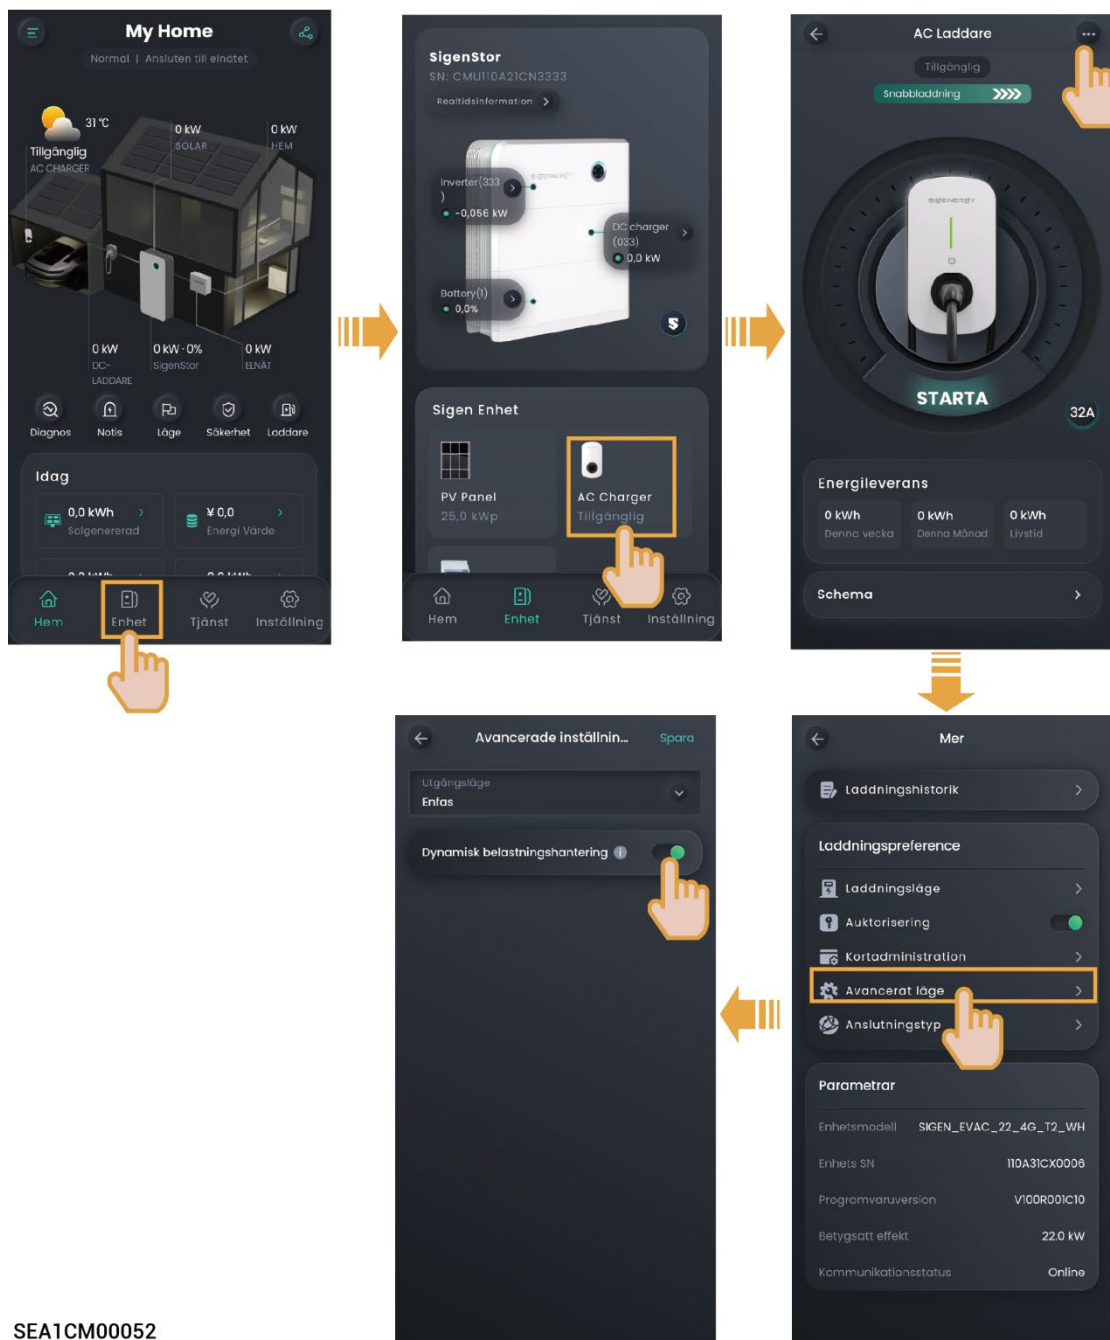 My Home
Normal | Ansluten till elnätet
31 °C
Tillgänglig
AC CHARGER
0 kW
SOLAR
0 kW
HEM
0 kW
DC-
LADDARE
0 kW · 0%
SigenStor
0 kW
ELNÄT
Diagnos
Notis
Läge
Säkerhet
Laddare
Idag
0,0 kWh
Solgenererad
¥ 0,0
Energi Värde
Hem
Enhet
Tjänst
Inställning
SigenStor
SN: CMU110A21CN3333
Realtidsinformation
SIGENERGY
Inverter(333
)
-0,056 kW
DC charger
(033)
0,0 kW
Battery(1)
0,0%
Sigen Enhet
PV Panel
25,0 kWp
AC Charger
Tillgänglig
Hem
Enhet
Tjänst
Inställning
AC Laddare
Tillgänglig
Snabbladdning
SIGENERGY
STARTA
32A
Energileverans
0 kWh
Denna vecka
0 kWh
Denna Månad
0 kWh
Livstid
Schema
Avancerade inställnin...
Spara
Utgångsläge
Enfas
Dynamisk belastningshantering
Mer
Laddningshistorik
Laddningspreference
Laddningsläge
Auktorisering
Kortadministration
Avancerat läge
Anslutningstyp
Parametrar
Enhetsmodell SIGEN_EVAC_22_4G_T2_WH
Enhets SN 110A31CX0006
Programvaruversion V100R001C10
Betygsatt effekt 22.0 kW
Kommunikationsstatus Online
SEA1CM00052